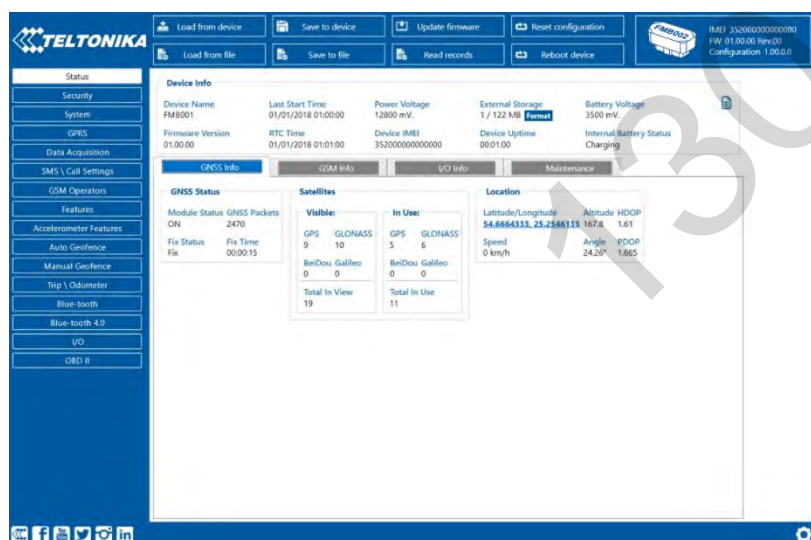 TELTONIKA
Load from device
Save to device
Update firmware
Reset configuration
Load from file
Save to file
Read records
Reboot device
FMB002
IMEI 352000000000000
FW 01.00.00 Rev:00
Configuration 1.00.0.0
Status
Security
System
GPRS
Data Acquisition
SMS \ Call Settings
GSM Operators
Features
Accelerometer Features
Auto Geofence
Manual Geofence
Trip \ Odometer
Blue-tooth
Blue-tooth 4.0
I/O
OBD II
Device Info
Device Name Last Start Time Power Voltage External Storage Battery Voltage
FMB001 01/01/2018 01:00:00 12800 mV. 1 / 122 MB Format 3500 mV.
Firmware Version RTC Time Device IMEI Device Uptime Internal Battery Status
01.00.00 01/01/2018 01:01:00 352000000000000 00:01:00 Charging
GNSS Info GSM Info I/O Info Maintenance
GNSS Status
Module Status GNSS Packets
ON 2470
Fix Status Fix Time
Fix 00:00:15
Satellites
Visible:
GPS GLONASS
9 10
BeiDou Galileo
0 0
Total In View
19
In Use:
GPS GLONASS
5 6
BeiDou Galileo
0 0
Total In Use
11
Location
Latitude/Longitude Altitude HDOP
54.6664333, 25.2546133 167.8 1.61
Speed Angle PDOP
0 km/h 24.26° 1.665
130